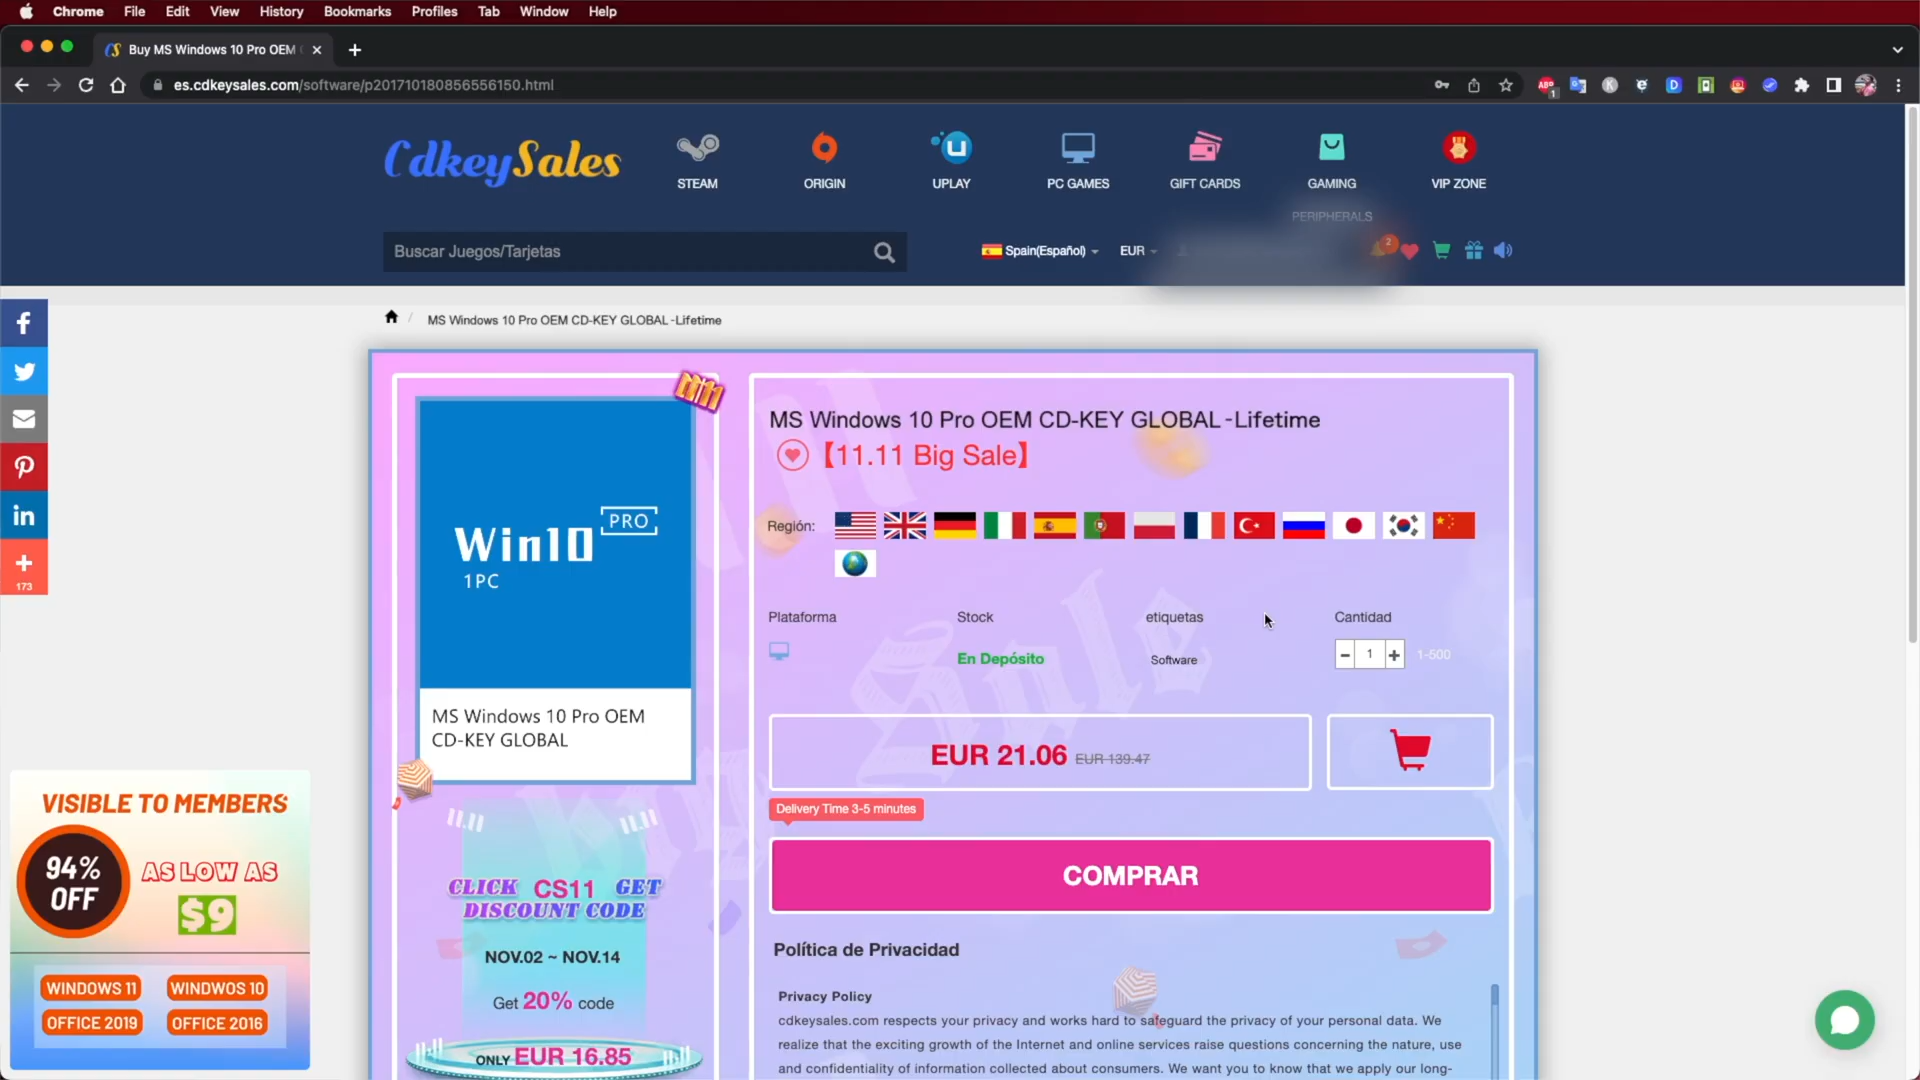 Chrome File Edit View History Bookmarks Profiles Tab Window Help
Buy MS Windows 10 Pro OEM
es.cdkeysales.com/software/p201710180856556150.html
ABP 1
CdkeySales
STEAM ORIGIN UPLAY PC GAMES GIFT CARDS GAMING VIP ZONE
PERIPHERALS
Buscar Juegos/Tarjetas
Spain(Español) EUR 2
MS Windows 10 Pro OEM CD-KEY GLOBAL -Lifetime
173
Win10 PRO
1PC
MS Windows 10 Pro OEM
CD-KEY GLOBAL
CLICK CS11 GET
DISCOUNT CODE
NOV.02 ~ NOV.14
Get 20% code
ONLY EUR 16.85
MS Windows 10 Pro OEM CD-KEY GLOBAL -Lifetime
【11.11 Big Sale】
Región:
Plataforma Stock etiquetas Cantidad
En Depósito Software - 1 + 1-500
EUR 21.06 EUR 139.47
Delivery Time 3-5 minutes
COMPRAR
Política de Privacidad
Privacy Policy
cdkeysales.com respects your privacy and works hard to safeguard the privacy of your personal data. We
realize that the exciting growth of the Internet and online services raise questions concerning the nature, use
and confidentiality of information collected about consumers. We want you to know that we apply our long-
VISIBLE TO MEMBERS
94%
OFF
AS LOW AS
$9
WINDOWS 11 WINDWOS 10
OFFICE 2019 OFFICE 2016